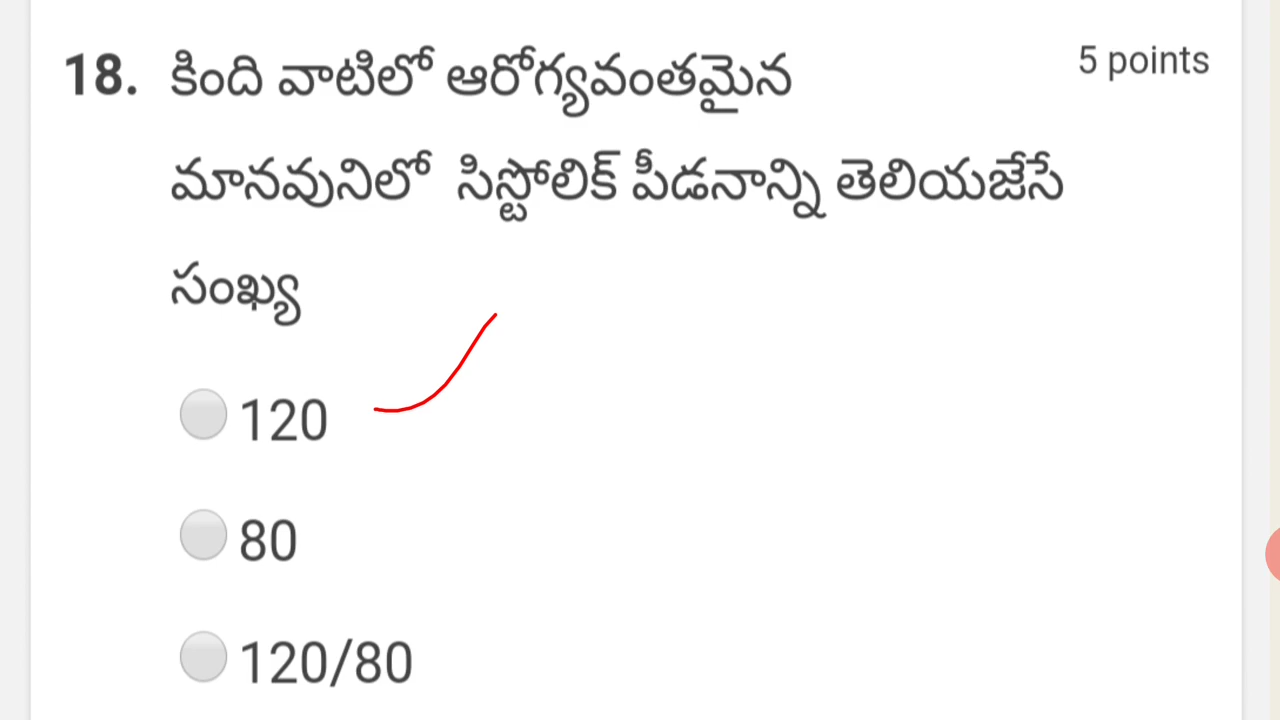 18. కింది వాటిలో ఆరోగ్యవంతమైన 5 points
మానవునిలో సిస్టోలిక్ పీడనాన్ని తెలియజేసే
సంఖ్య
120
80
120/80